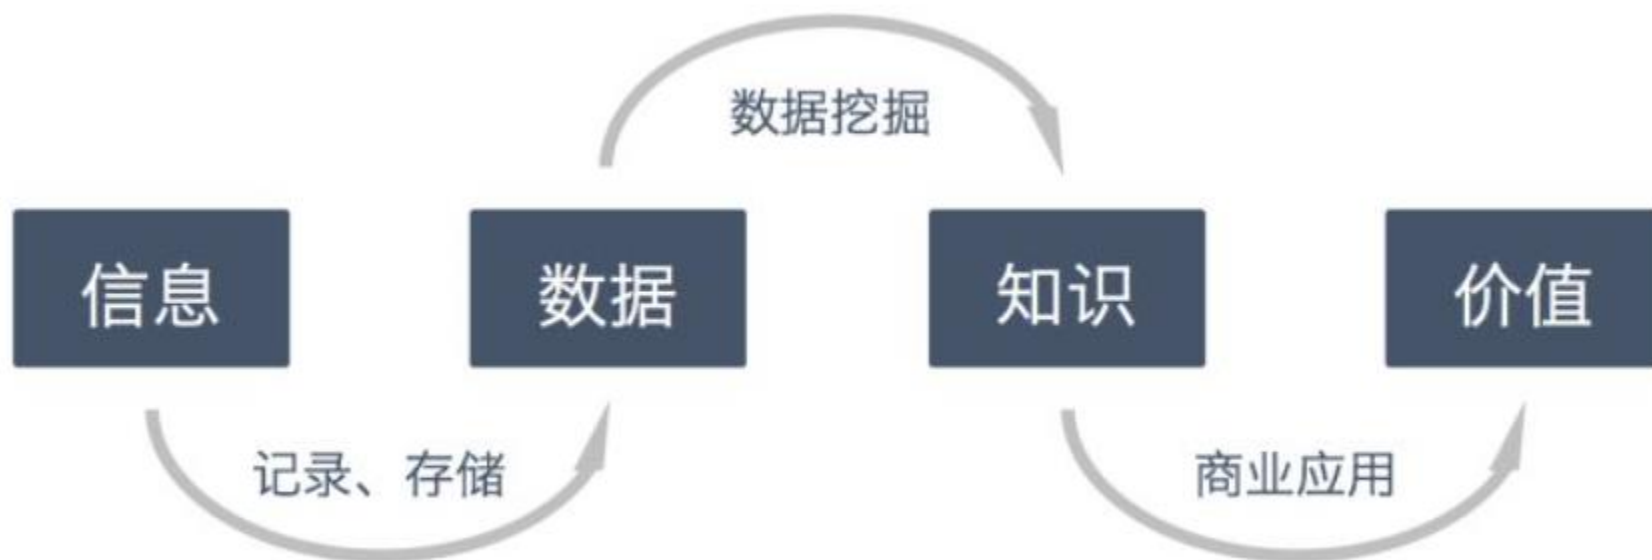 数据挖掘
信息
数据
知识
价值
记录、存储
商业应用